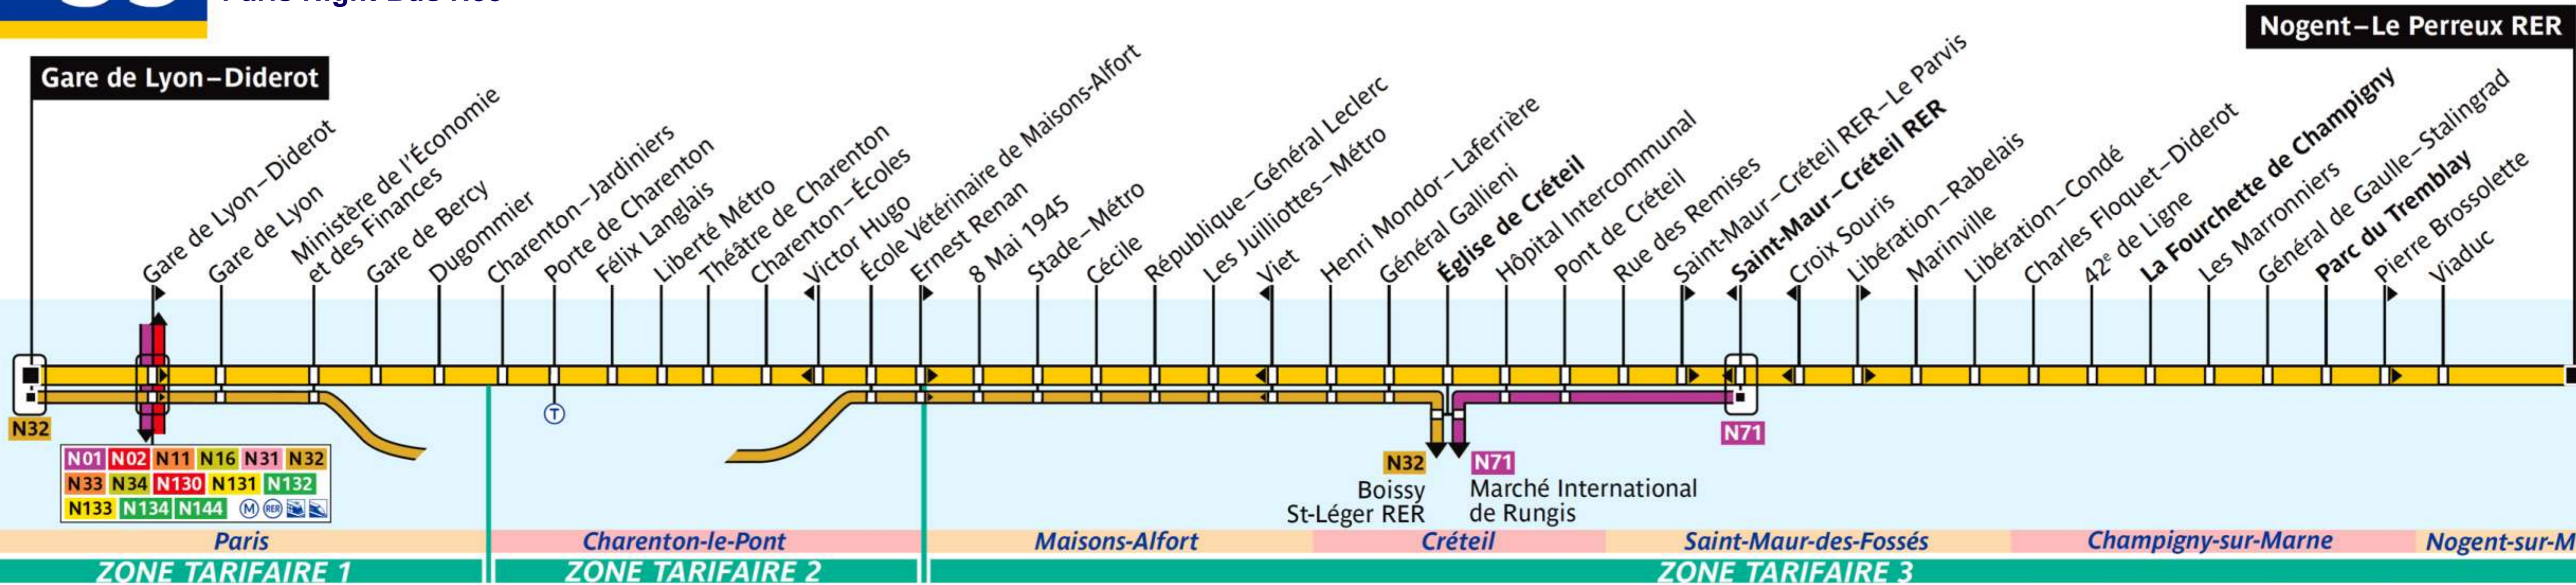 Nogent–Le Perreux RER
Gare de Lyon–Diderot
Gare de Lyon–Diderot
Gare de Lyon
Ministère de l'Économie
et des Finances
Gare de Bercy
Dugommier
Charenton–Jardiniers
Porte de Charenton
Félix Langlais
Liberté Métro
Théâtre de Charenton
Charenton–Écoles
Victor Hugo
École Vétérinaire de Maisons-Alfort
Ernest Renan
8 Mai 1945
Stade–Métro
Cécile
République–Général Leclerc
Les Juilliottes–Métro
Viet
Henri Mondor–Laferrière
Général Gallieni
Église de Créteil
Hôpital Intercommunal
Pont de Créteil
Rue des Remises
Saint-Maur–Créteil RER–Le Parvis
Saint-Maur–Créteil RER
Croix Souris
Libération–Rabelais
Marinville
Libération–Condé
Charles Floquet–Diderot
42e de Ligne
La Fourchette de Champigny
Les Marronniers
Général de Gaulle–Stalingrad
Parc du Tremblay
Pierre Brossolette
Viaduc
T
N32
N71
N01 N02 N11 N16 N31 N32
N33 N34 N130 N131 N132
N133 N134 N144 M RER
N32
Boissy
St-Léger RER
N71
Marché International
de Rungis
Paris Charenton-le-Pont Maisons-Alfort Créteil Saint-Maur-des-Fossés Champigny-sur-Marne Nogent-sur-M
ZONE TARIFAIRE 1 ZONE TARIFAIRE 2 ZONE TARIFAIRE 3